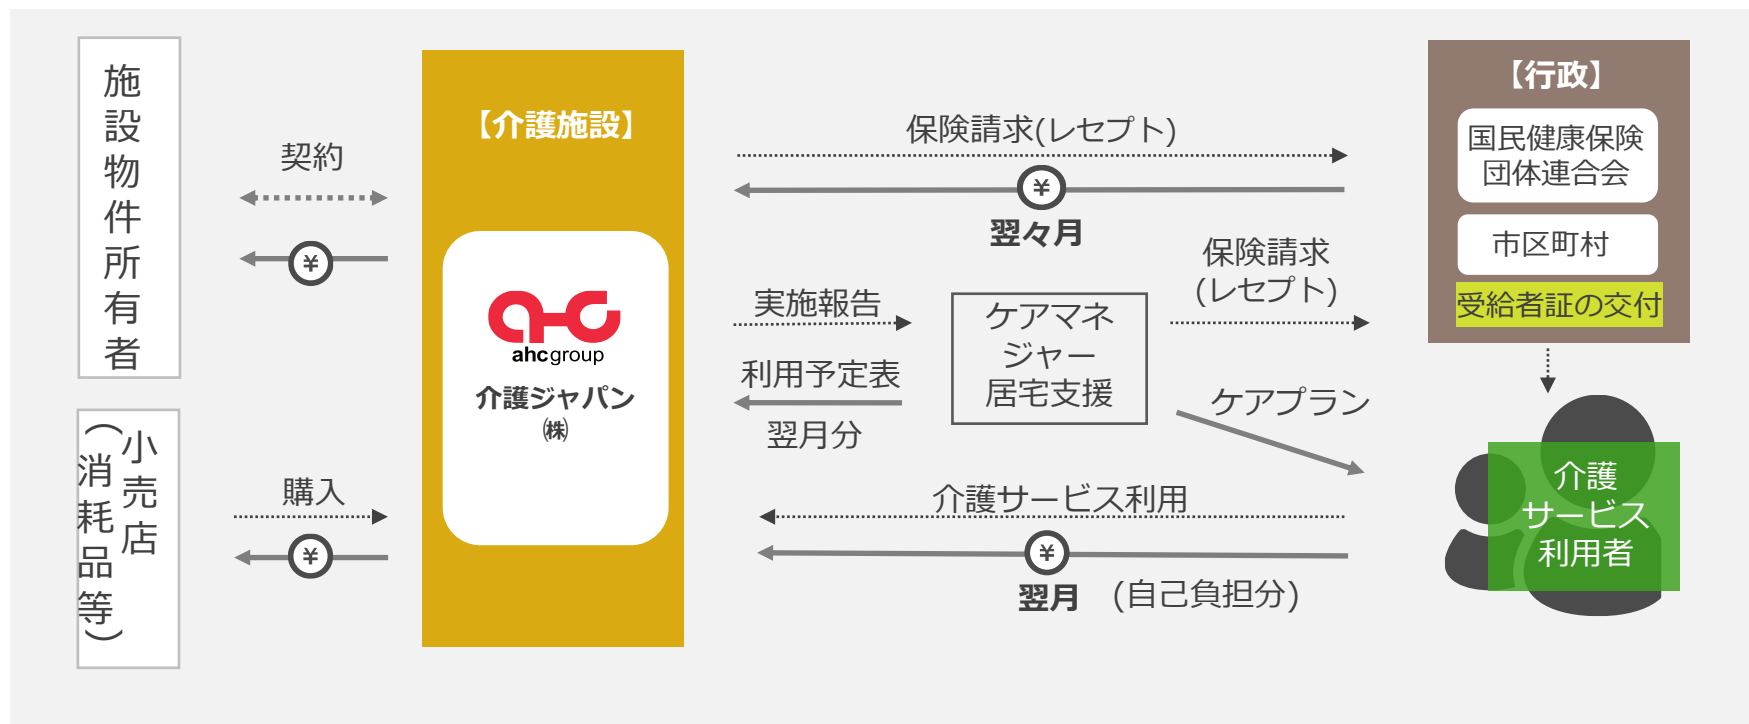 施設物件所有者
小売店
（消耗品等）
契約
¥
購入
¥
【介護施設】
ahcgroup
介護ジャパン
㈱
保険請求(レセプト)
¥
翌々月
実施報告
利用予定表
翌月分
ケアマネ
ジャー
居宅支援
保険請求
(レセプト)
ケアプラン
介護サービス利用
¥
翌月
(自己負担分)
【行政】
国民健康保険
団体連合会
市区町村
受給者証の交付
介護
サービス
利用者